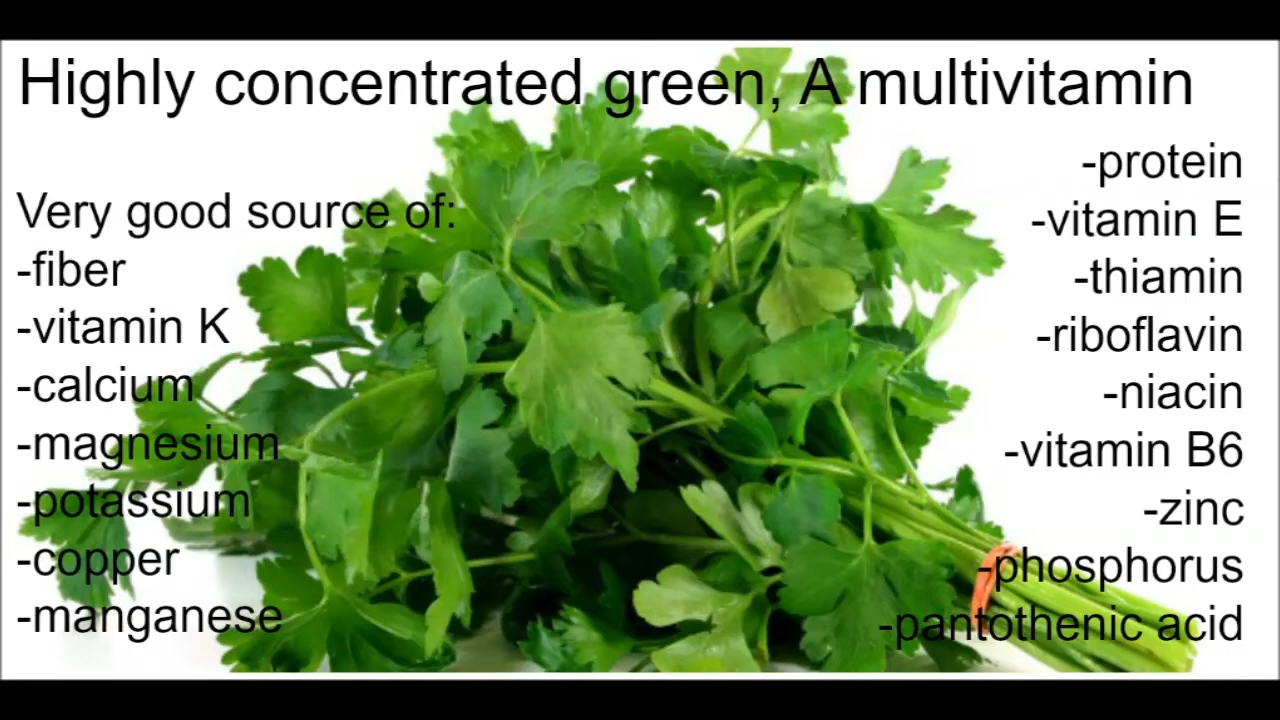 Highly concentrated green, A multivitamin
Very good source of:
-fiber
-vitamin K
-calcium
-magnesium
-potassium
-copper
-manganese
-protein
-vitamin E
-thiamin
-riboflavin
-niacin
-vitamin B6
-zinc
-phosphorus
-pantothenic acid